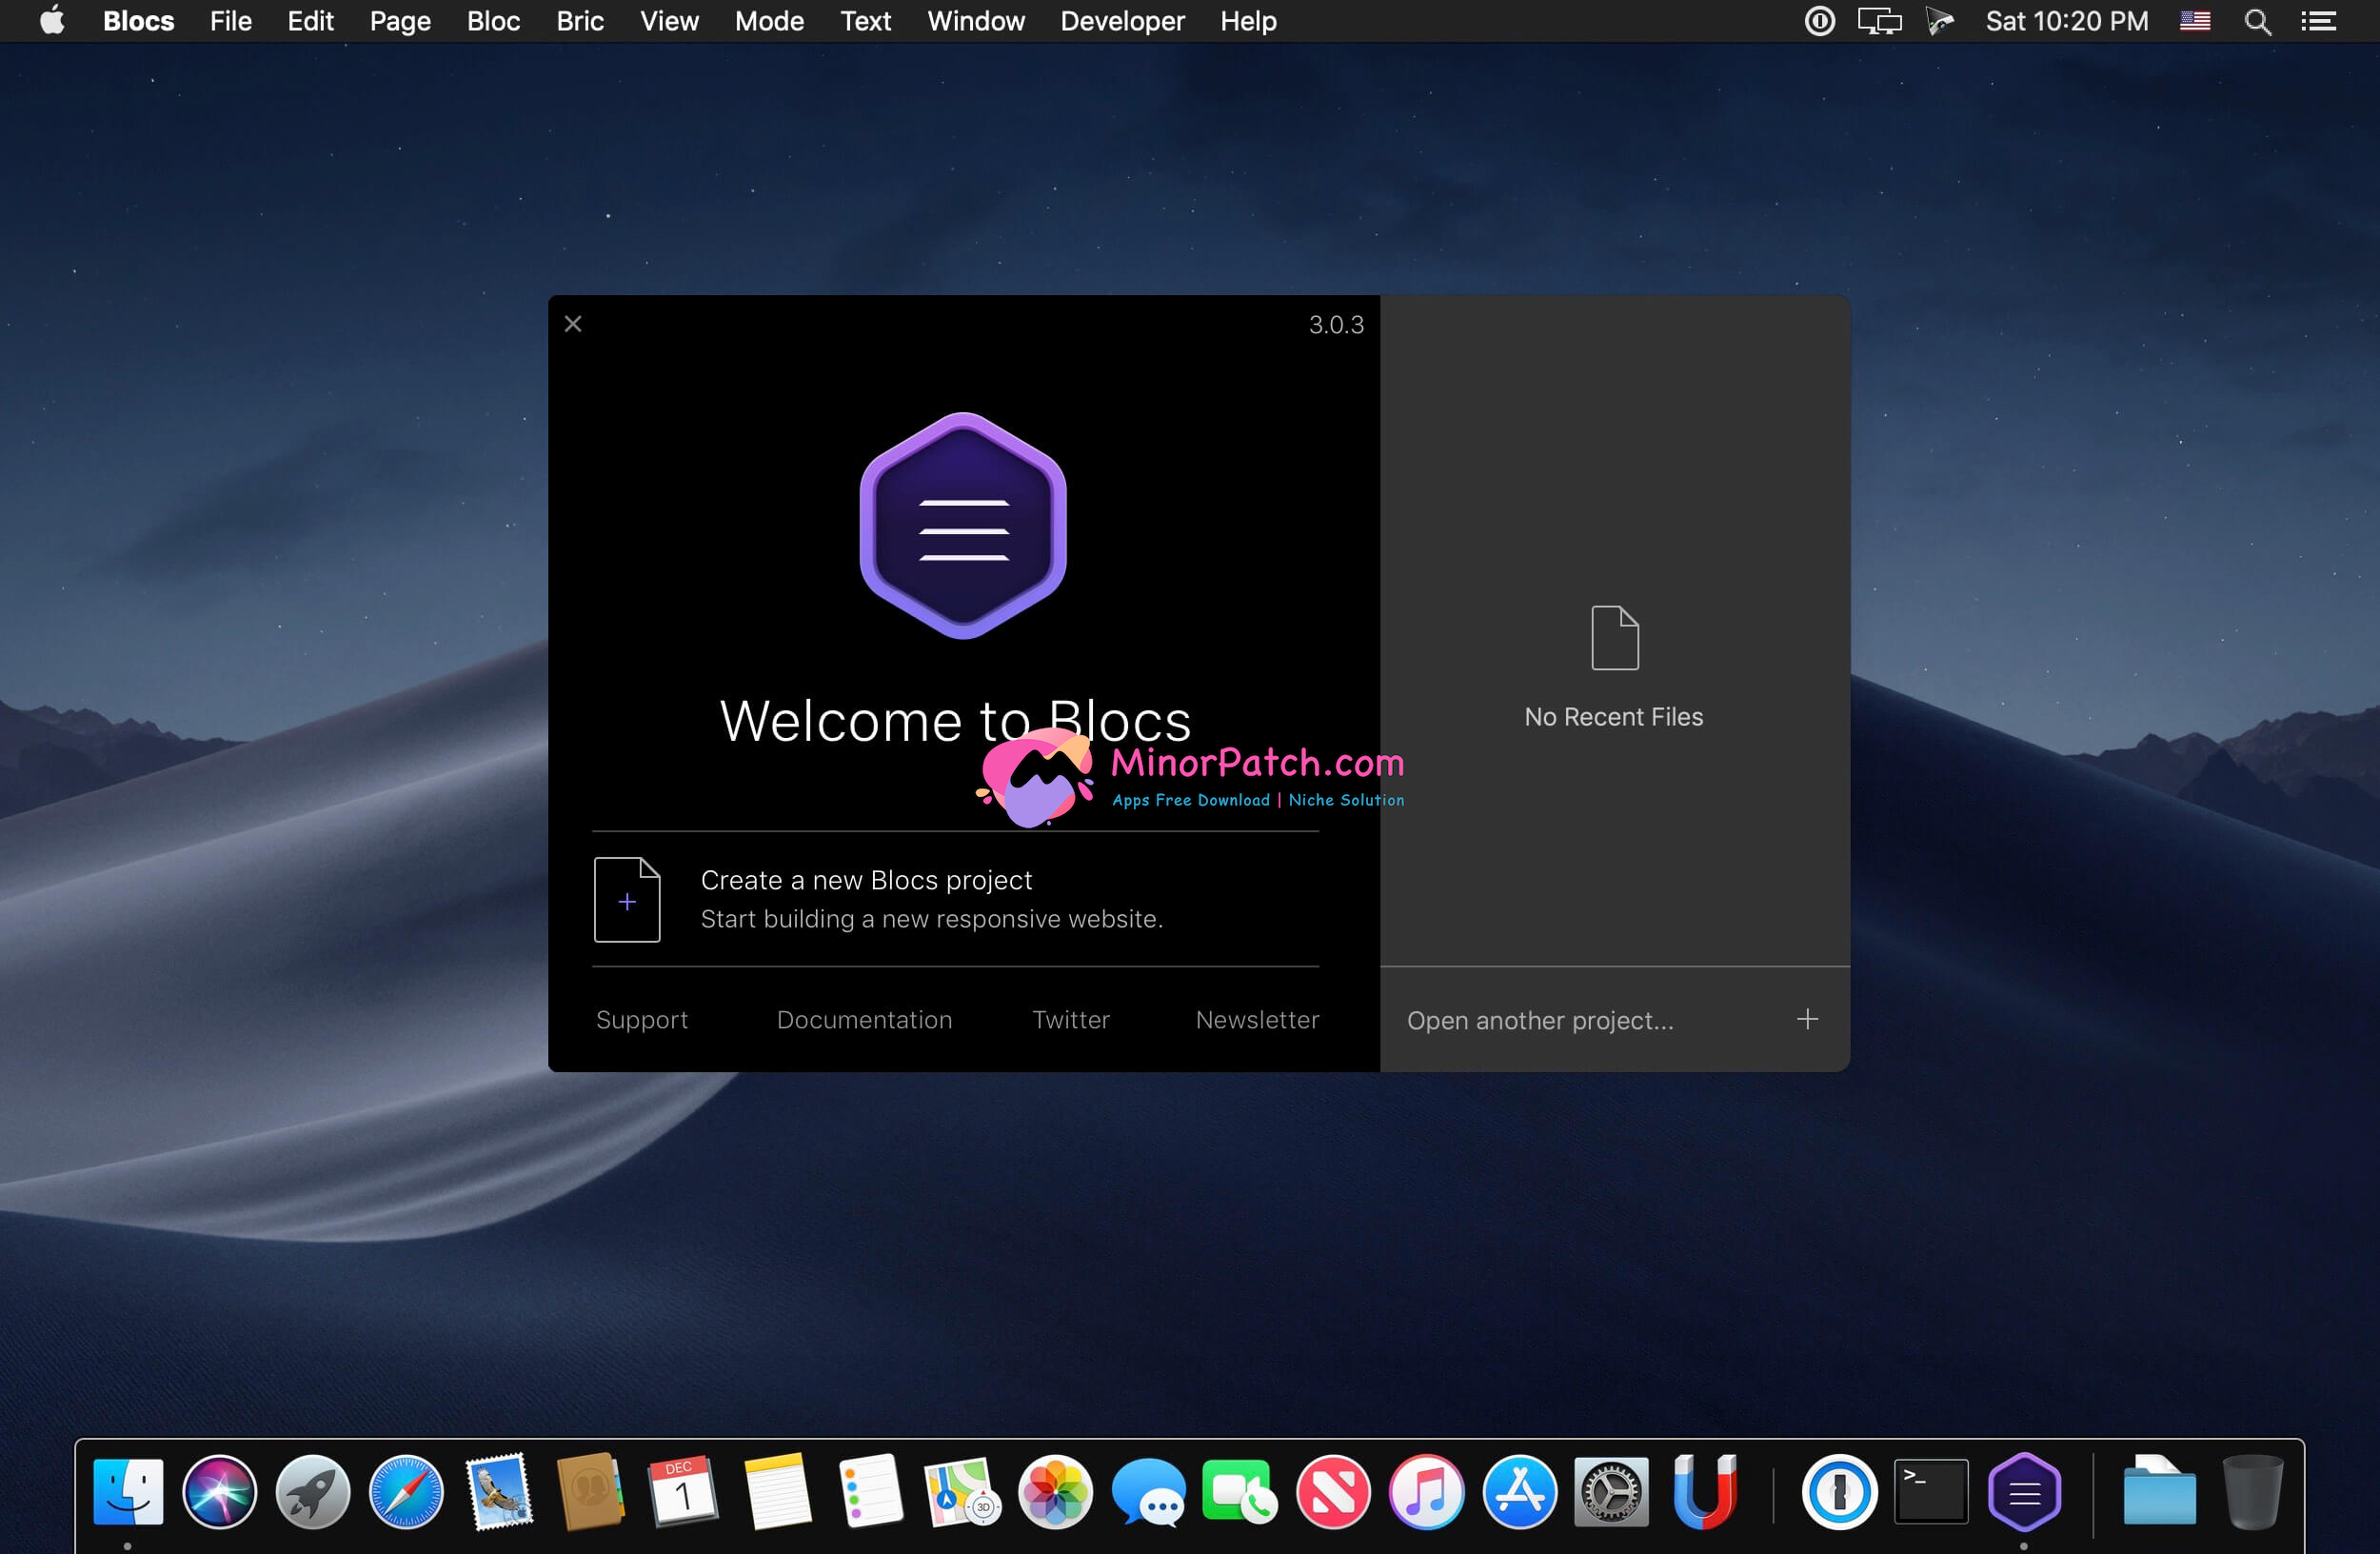 Blocs File Edit Page Bloc Bric View Mode Text Window Developer Help Sat 10:20 PM
3.0.3
Welcome to Blocs
MinorPatch.com
Apps Free Download | Niche Solution
Create a new Blocs project
Start building a new responsive website.
Support Documentation Twitter Newsletter
No Recent Files
Open another project...
DEC
1
3D
>_